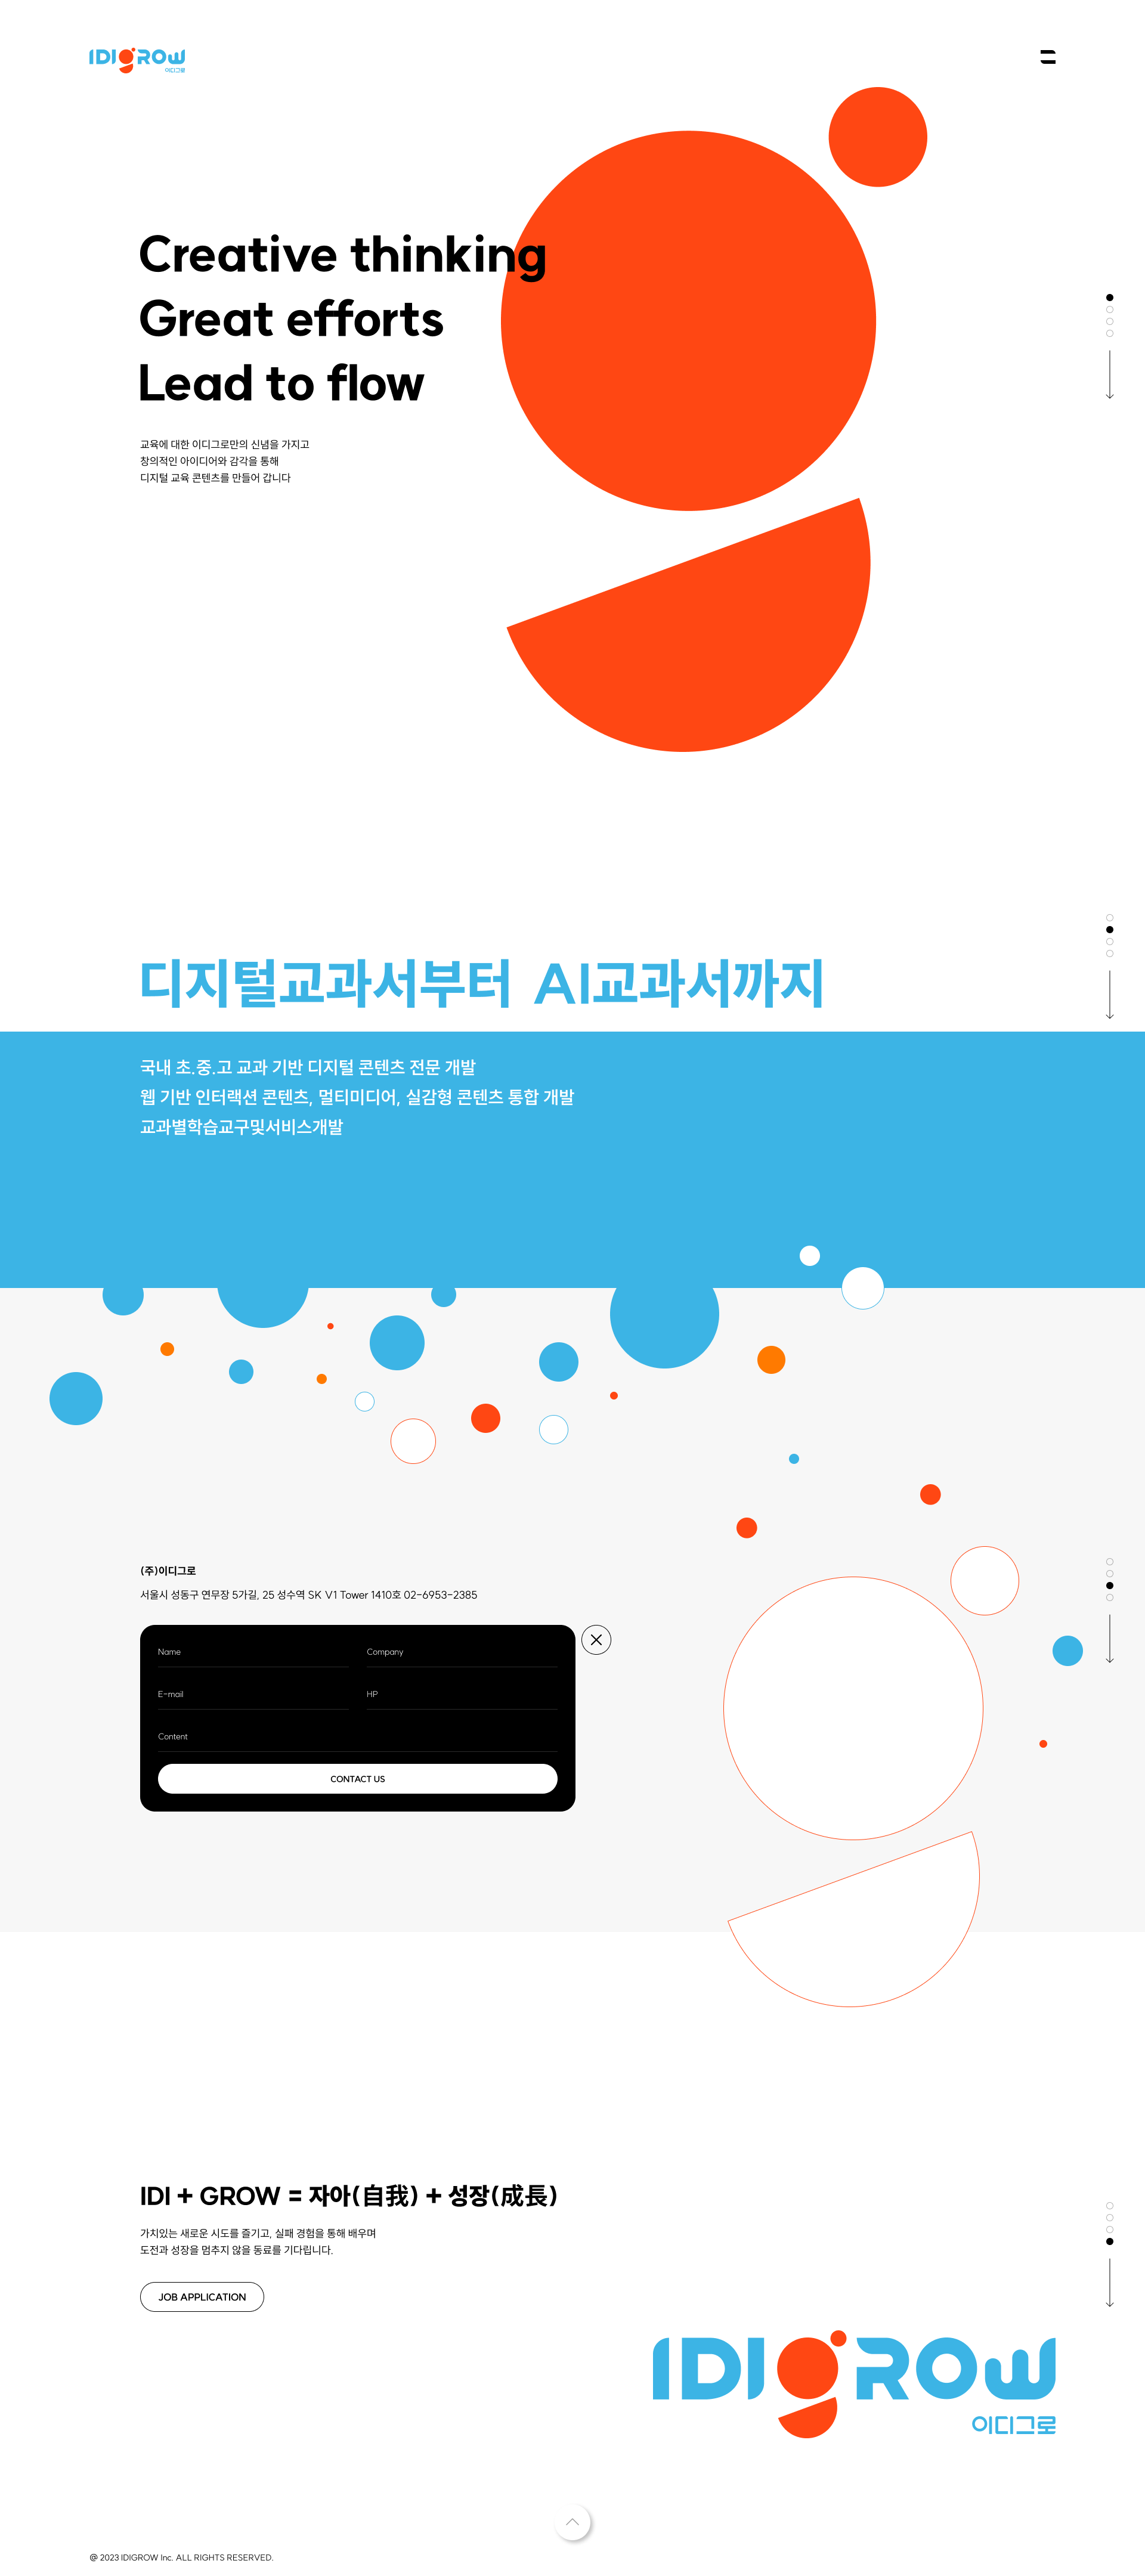 IDIGROW
이디그로
Creative thinking
Great efforts
Lead to flow
교육에 대한 이디그로만의 신념을 가지고
창의적인 아이디어와 감각을 통해
디지털 교육 콘텐츠를 만들어 갑니다
디지털교과서부터 AI교과서까지
국내 초.중.고 교과 기반 디지털 콘텐츠 전문 개발
웹 기반 인터랙션 콘텐츠, 멀티미디어, 실감형 콘텐츠 통합 개발
교과별학습교구및서비스개발
(주)이디그로
서울시 성동구 연무장 5가길, 25 성수역 SK V1 Tower 1410호 02-6953-2385
Name Company
E-mail HP
Content
CONTACT US
IDI + GROW = 자아(自我) + 성장(成長)
가치있는 새로운 시도를 즐기고, 실패 경험을 통해 배우며
도전과 성장을 멈추지 않을 동료를 기다립니다.
JOB APPLICATION
IDIGROW
이디그로
@ 2023 IDIGROW Inc. ALL RIGHTS RESERVED.